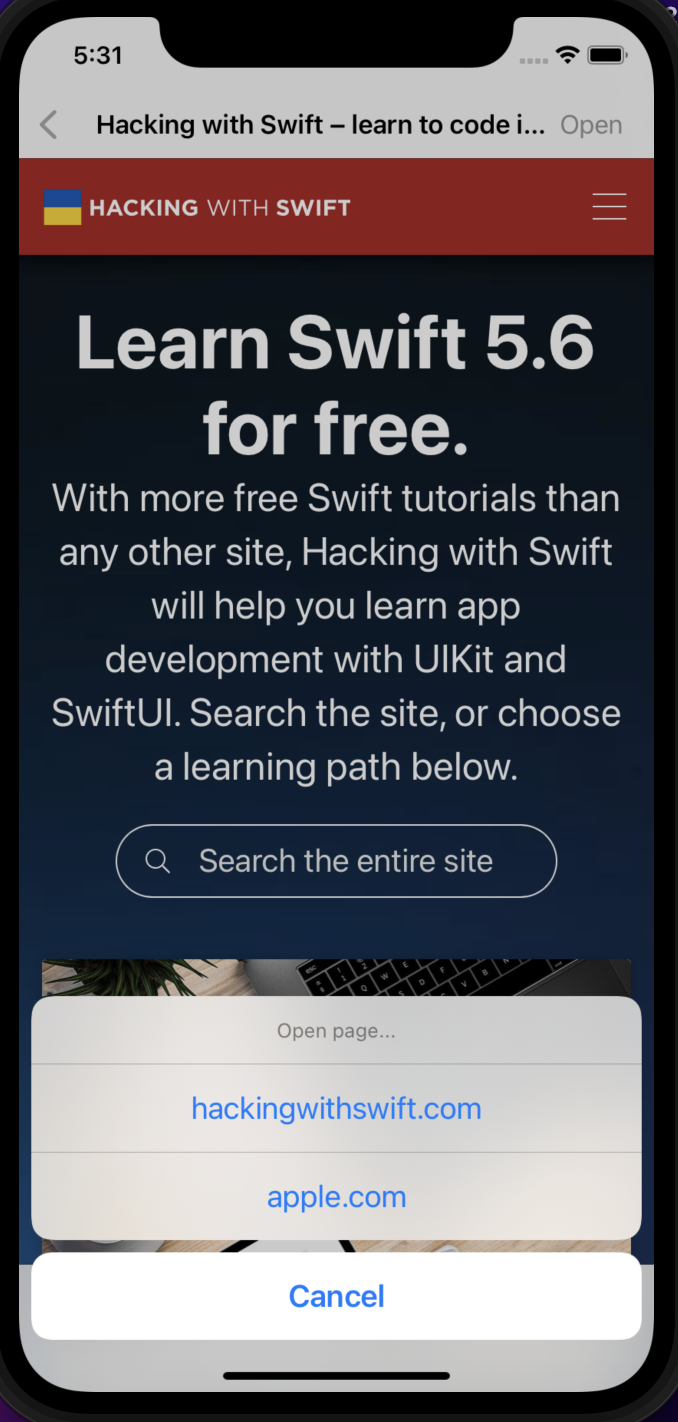 5:31
Hacking with Swift – learn to code i... Open
HACKING WITH SWIFT
Learn Swift 5.6
for free.
With more free Swift tutorials than
any other site, Hacking with Swift
will help you learn app
development with UIKit and
SwiftUI. Search the site, or choose
a learning path below.
Search the entire site
Open page...
hackingwithswift.com
apple.com
Cancel